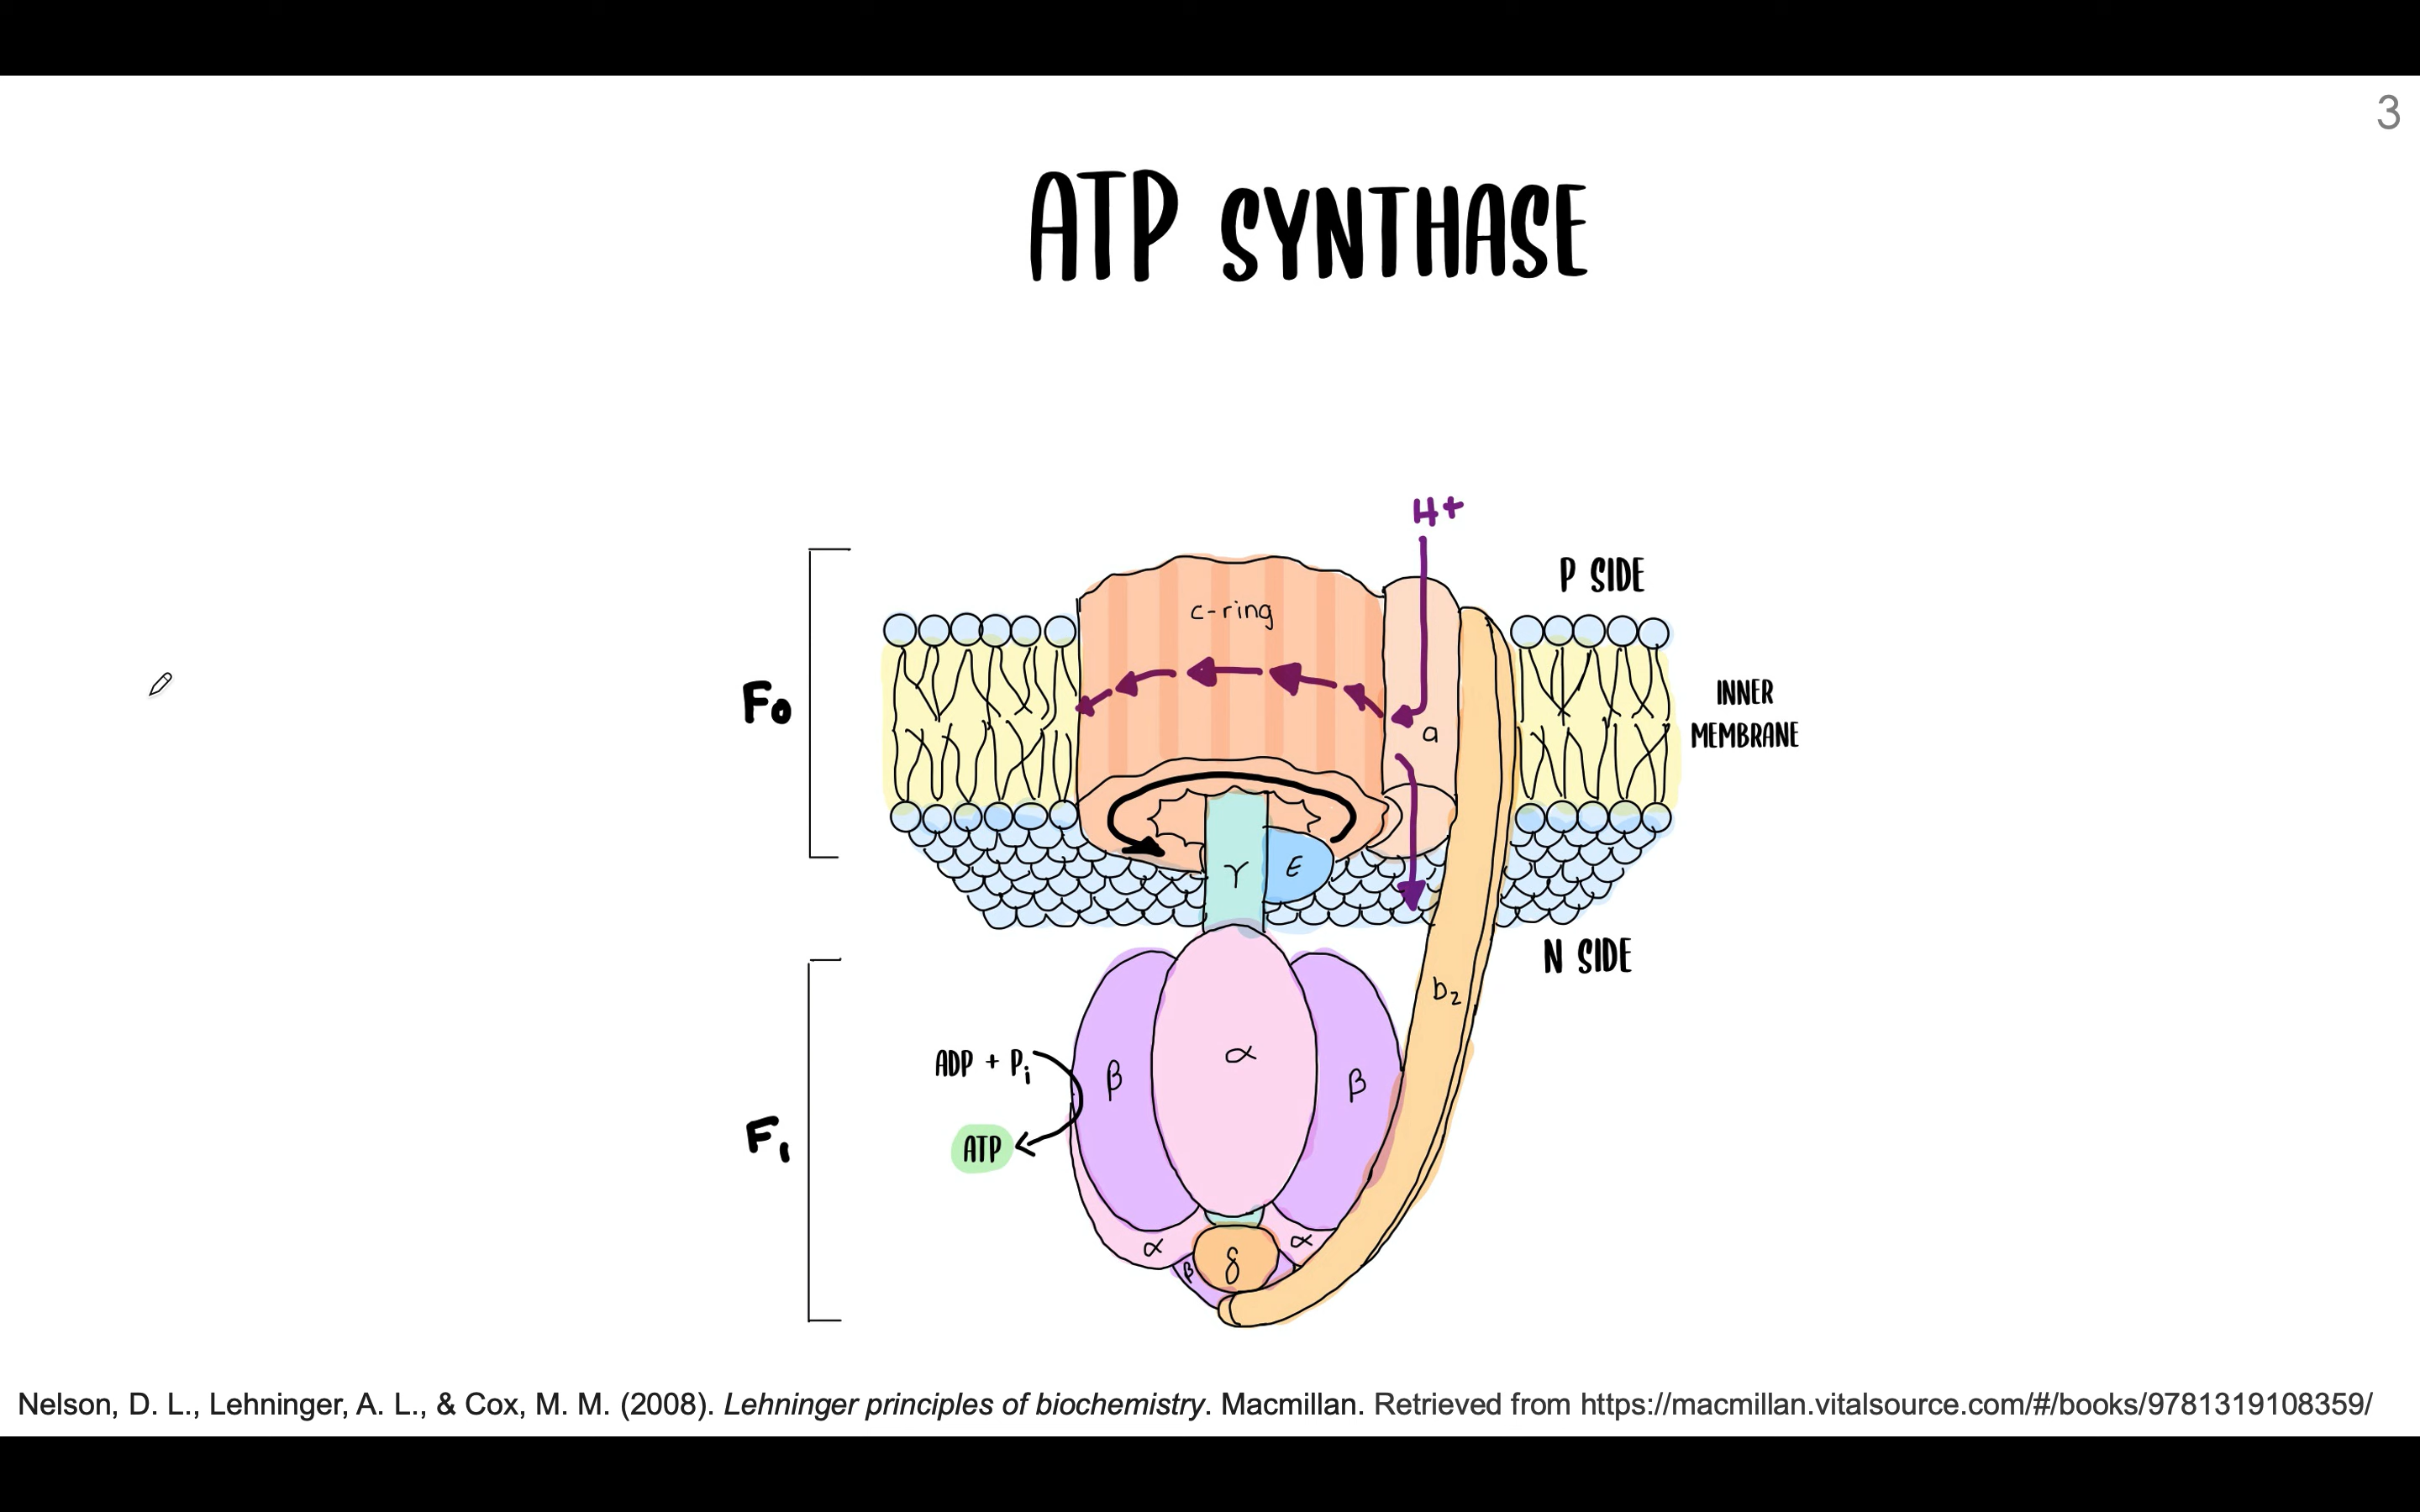 3
ATP SYNTHASE
H+
P SIDE
c-ring
INNER
MEMBRANE
Fo
a
γ
E
N SIDE
b2
α
ADP + Pi
β
β
F1
ATP
α
α
δ
β
Nelson, D. L., Lehninger, A. L., & Cox, M. M. (2008). Lehninger principles of biochemistry. Macmillan. Retrieved from https://macmillan.vitalsource.com/#/books/9781319108359/